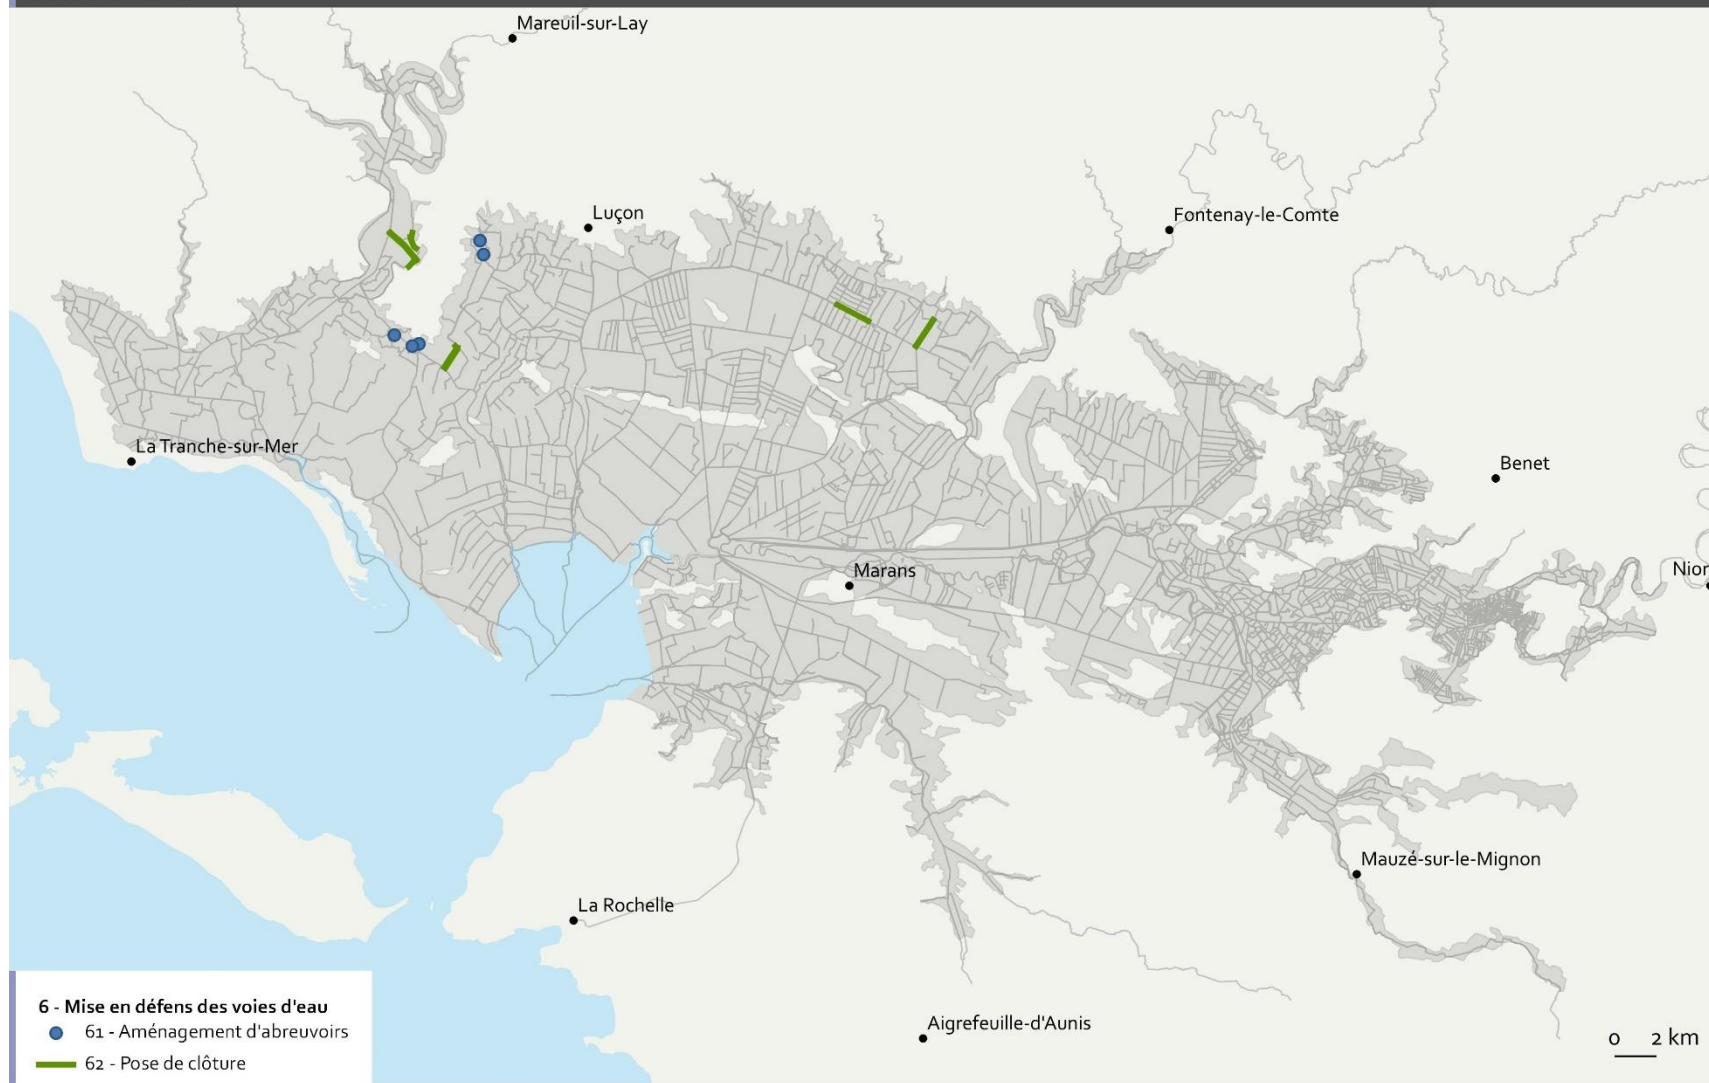 Mareuil-sur-Lay
Luçon
Fontenay-le-Comte
La Tranche-sur-Mer
Benet
Marans
Nior
Mauzé-sur-le-Mignon
La Rochelle
Aigrefeuille-d'Aunis
6 - Mise en défens des voies d'eau
61 - Aménagement d'abreuvoirs
62 - Pose de clôture
0 2 km